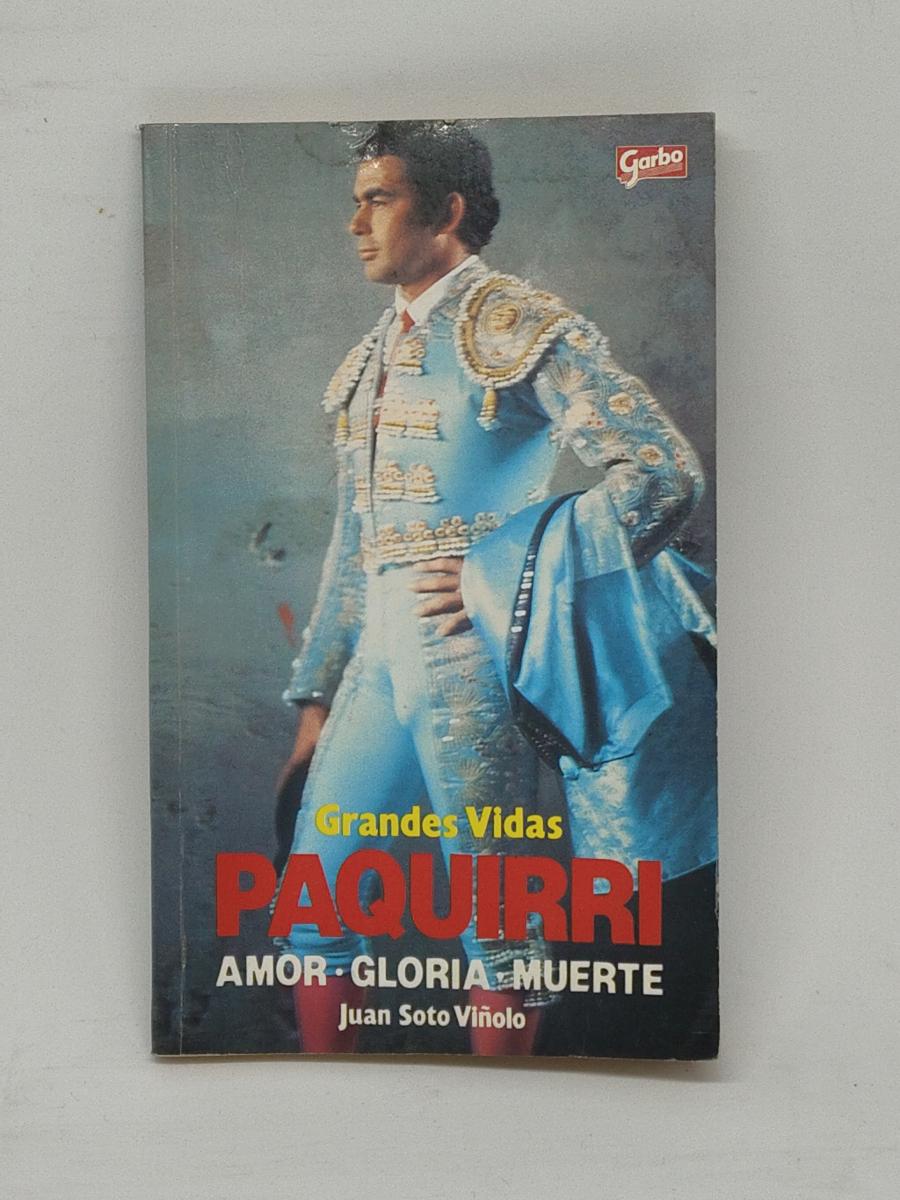 Garbo
Grandes Vidas
PAQUIRRI
AMOR · GLORIA · MUERTE
Juan Soto Viñolo